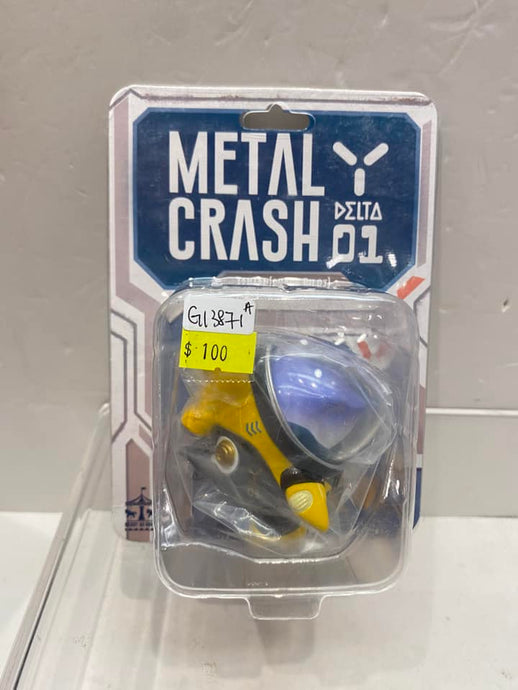 METAL
CRASH
DELTA
01
G13871 A
$ 100